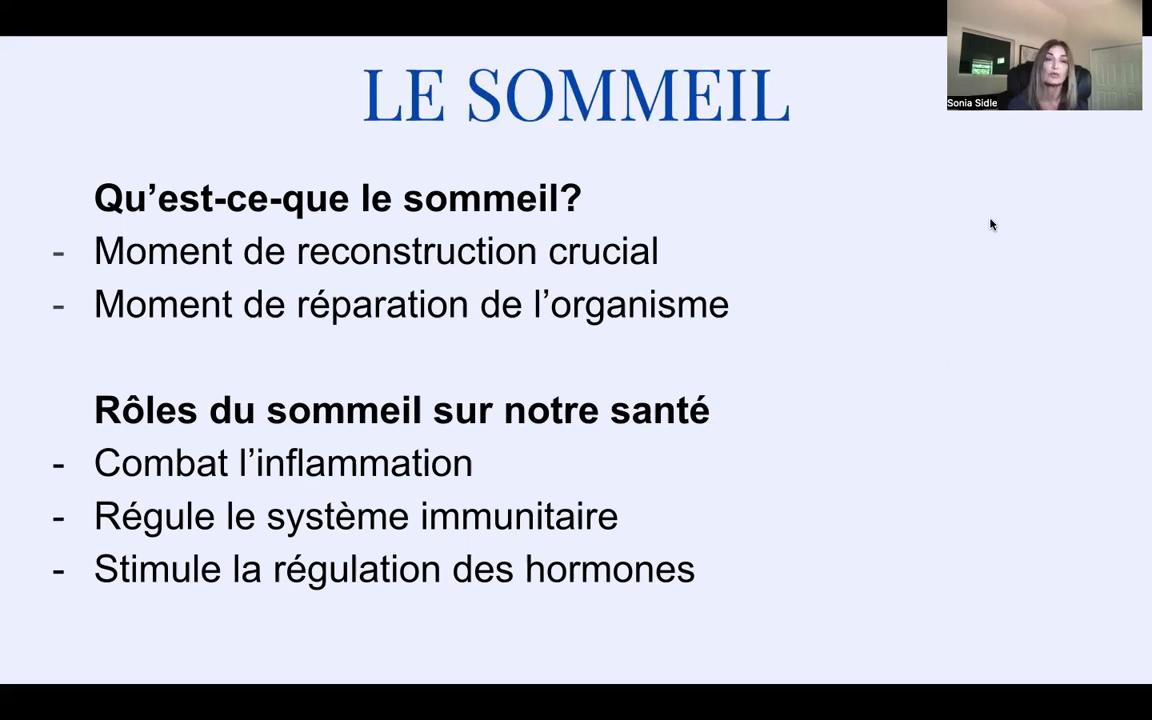 LE SOMMEIL
Sonia Sidle
Qu’est-ce-que le sommeil?
- Moment de reconstruction crucial
- Moment de réparation de l’organisme
Rôles du sommeil sur notre santé
- Combat l’inflammation
- Régule le système immunitaire
- Stimule la régulation des hormones